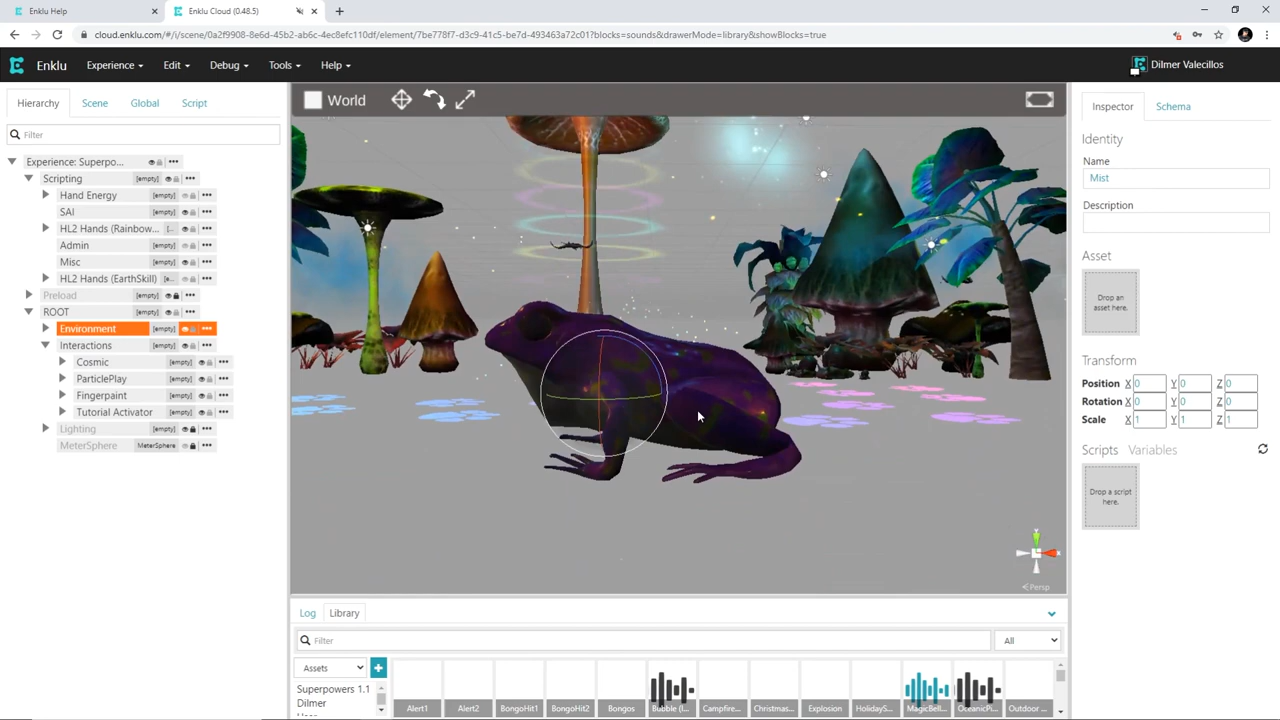 Enklu Help
Enklu Cloud (0.48.5)
cloud.enklu.com/#/i/scene/0a2f9908-8e6d-45b2-ab6c-4ec8efc110df/element/7be778f7-d3c9-41c5-be7d-493463a72c01?blocks=sounds&drawerMode=library&showBlocks=true
Enklu Experience Edit Debug Tools Help
Dilmer Valecillos
Hierarchy Scene Global Script
Filter
Experience: Superpo...
Scripting [empty]
Hand Energy [empty]
SAI [empty]
HL2 Hands (Rainbow... [...
Admin [empty]
Misc [empty]
HL2 Hands (EarthSkill) [e...
Preload [empty]
ROOT [empty]
Environment [empty]
Interactions [empty]
Cosmic [empty]
ParticlePlay [empty]
Fingerpaint [empty]
Tutorial Activator [empty]
Lighting [empty]
MeterSphere MeterSphere
World
Y
X
Persp
Log Library
Filter
All
Assets
Superpowers 1.1
Dilmer
Alert1 Alert2 BongoHit1 BongoHit2 Bongos Bubble (l... Campfire... Christmas... Explosion HolidayS... MagicBell... OceanicPi... Outdoor ...
Inspector Schema
Identity
Name
Mist
Description
Asset
Drop an
asset here.
Transform
Position X 0 Y 0 Z 0
Rotation X 0 Y 0 Z 0
Scale X 1 Y 1 Z 1
Scripts Variables
Drop a script
here.